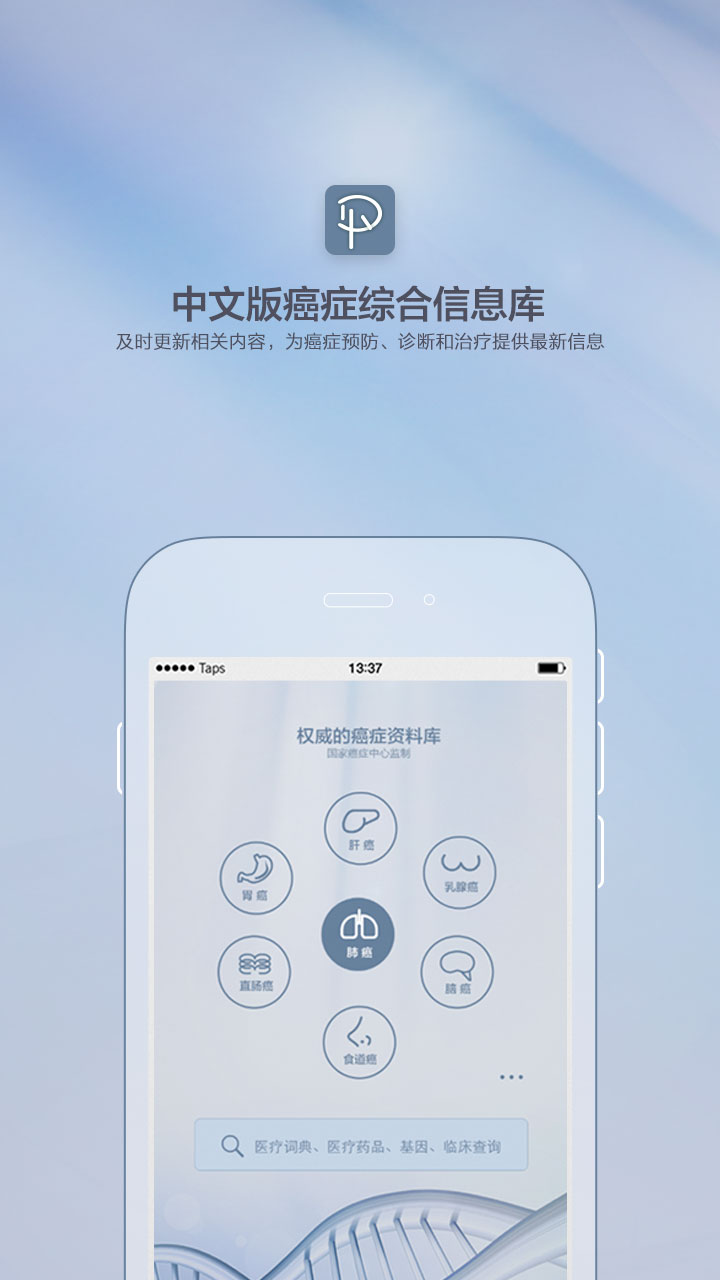 中文版癌症综合信息库
及时更新相关内容，为癌症预防、诊断和治疗提供最新信息
Taps 13:37
权威的癌症资料库
国家癌症中心监制
肝癌
胃癌
乳腺癌
肺癌
直肠癌
脑癌
食道癌
医疗词典、医疗药品、基因、临床查询